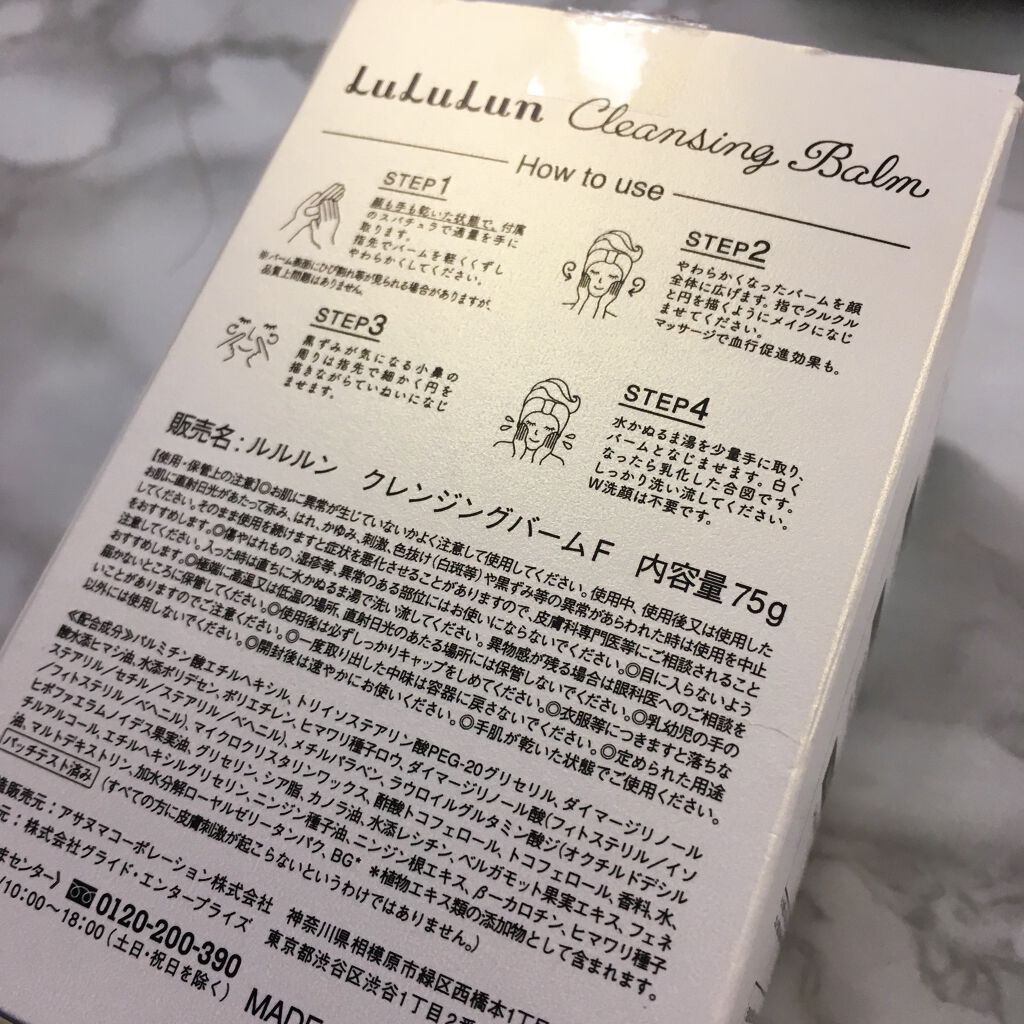 LuLuLun Cleansing Balm
How to use
STEP1
顔も手も乾いた状態で、付属
のスパチュラで適量を手に
取ります。
指先でバームを軽くくずし
やわらかくしてください。
※バーム表面にひび割れ等が見られる場合がありますが、
品質上問題はありません。
STEP2
やわらかくなったバームを顔
全体に広げます。指でクルクル
と円を描くようにメイクになじ
ませてください。
マッサージで血行促進効果も。
STEP3
黒ずみが気になる小鼻の
周りは指先で細かく円を
描きながらていねいになじ
ませます。
STEP4
水かぬるま湯を少量手に取り、
バームとなじませます。白く
なったら乳化した合図です。
しっかり洗い流してください。
W洗顔は不要です。
販売名：ルルルン クレンジングバームF 内容量75g
【使用・保管上の注意】◎お肌に異常が生じていないかよく注意して使用してください。使用中、使用後又は使用した
お肌に直射日光があたって赤み、はれ、かゆみ、刺激、色抜け(白斑等)や黒ずみ等の異常があらわれた時は使用を中止
してください。そのまま使用を続けますと症状を悪化させることがありますので、皮膚科専門医等にご相談されること
をおすすめします。◎傷やはれもの、湿疹等、異常のある部位にはお使いにならないでください。◎目に入らないよう
注意してください。入った時は直ちに水かぬるま湯で洗い流してください。異物感が残る場合は眼科医へのご相談を
おすすめします。◎極端に高温又は低温の場所、直射日光のあたる場所には保管しないでください。◎乳幼児の手の
届かないところに保管してください。◎使用後は必ずしっかりキャップをしめてください。◎衣服等につきますと落ちな
いことがありますのでご注意ください。◎一度取り出した中味は容器に戻さないでください。◎定められた用途
以外には使用しないでください。◎開封後は速やかにお使いください。◎手肌が乾いた状態でご使用ください。
≪配合成分≫パルミチン酸エチルヘキシル、トリイソステアリン酸PEG-20グリセリル、ダイマージリノール
酸水添ヒマシ油、水添ポリデセン、ポリエチレン、ヒマワリ種子ロウ、ダイマージリノール酸(フィトステリル/イソ
ステアリル/セチル/ステアリル/ベヘニル)、メチルパラベン、ラウロイルグルタミン酸ジ(オクチルドデシル
/フィトステリル/ベヘニル)、マイクロクリスタリンワックス、酢酸トコフェロール、トコフェロール、香料、水、
ヒポファエラムノイデス果実油、グリセリン、シア脂、カノラ油、水添レシチン、ベルガモット果実エキス、フェネ
チルアルコール、エチルヘキシルグリセリン、ニンジン種子油、ニンジン根エキス、β-カロチン、ヒマワリ種子
油、マルトデキストリン、加水分解ローヤルゼリータンパク、BG* *植物エキス類の添加物として含まれます。
パッチテスト済み (すべての方に皮膚刺激が起こらないというわけではありません。)
造販売元：アサヌマコーポレーション株式会社 神奈川県相模原市緑区西橋本1丁目
元：株式会社グライド・エンタープライズ 東京都渋谷区渋谷1丁目2番
まセンター》 0120-200-390
/10:00〜18:00(土日・祝日を除く) MADE